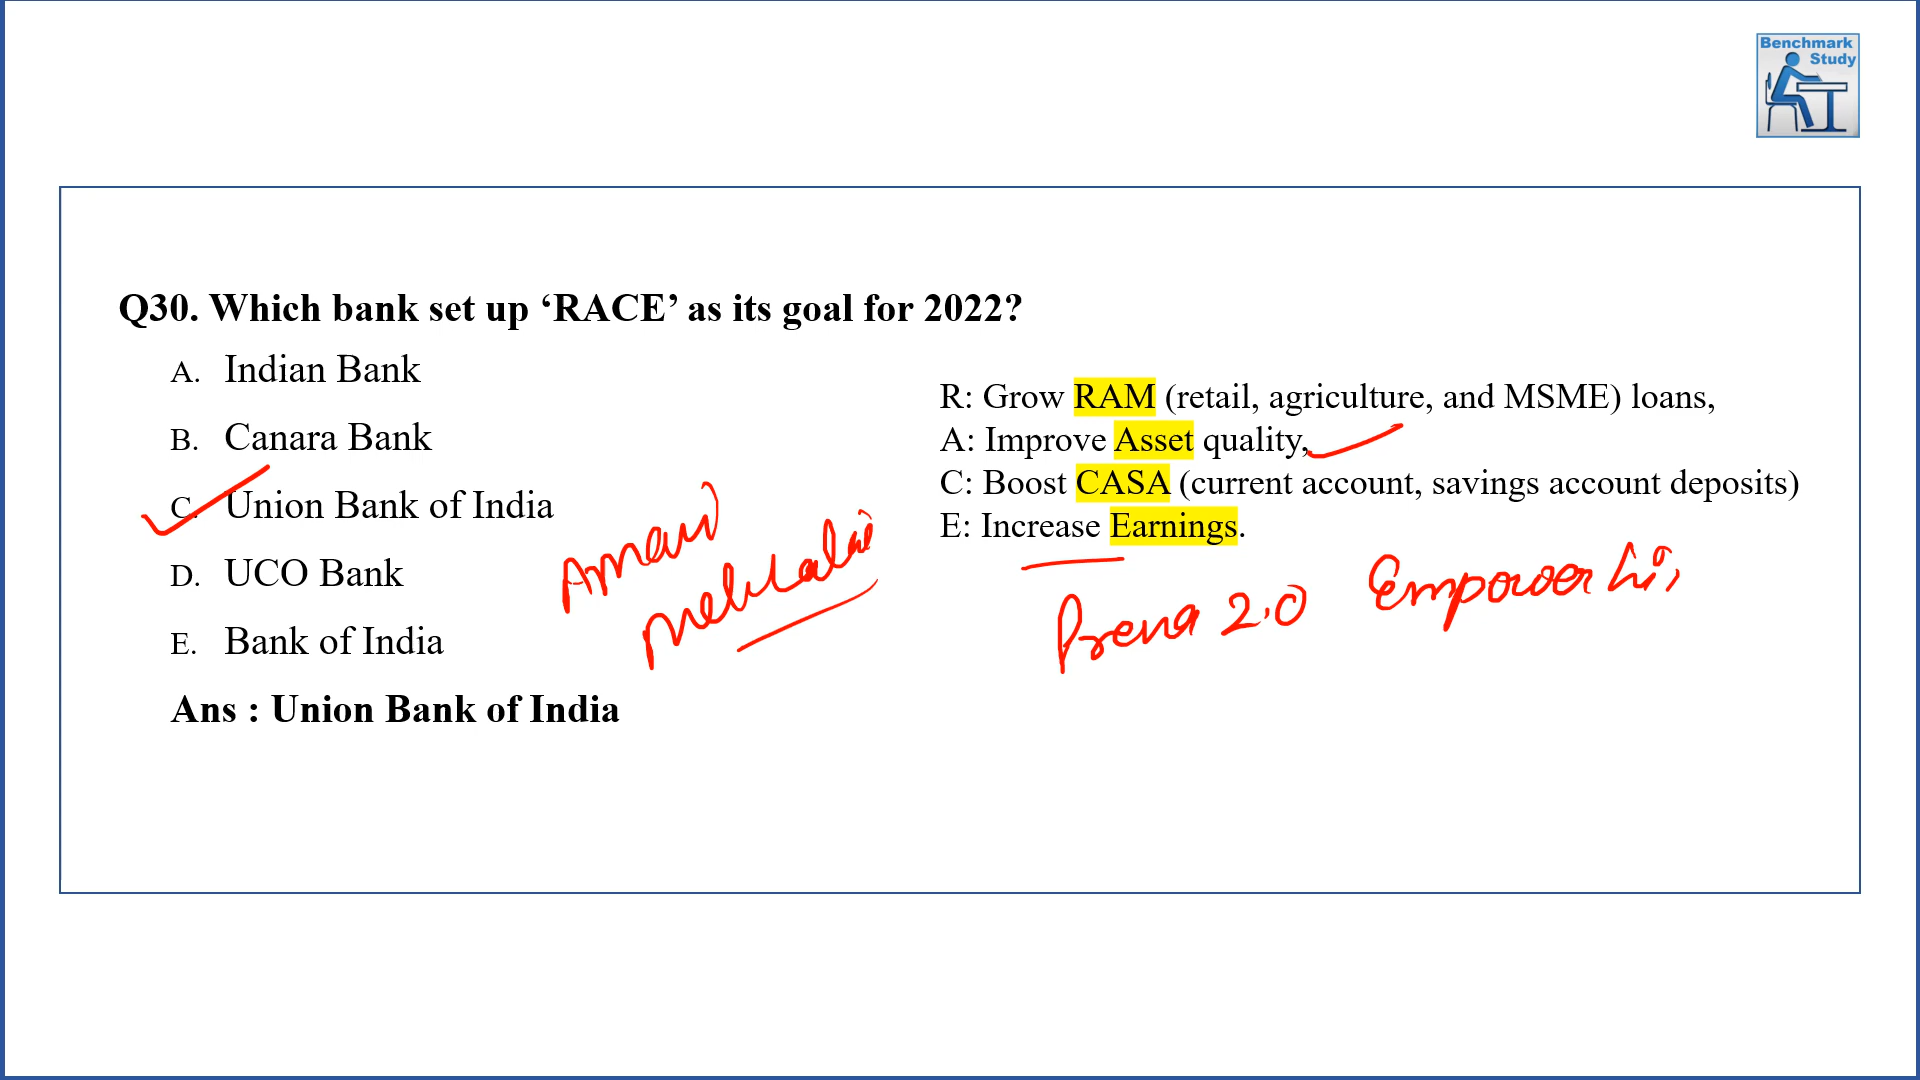 Benchmark
Study
Q30. Which bank set up ‘RACE’ as its goal for 2022?
A. Indian Bank
B. Canara Bank
C. Union Bank of India
D. UCO Bank
E. Bank of India
Ans : Union Bank of India
R: Grow RAM (retail, agriculture, and MSME) loans,
A: Improve Asset quality,
C: Boost CASA (current account, savings account deposits)
E: Increase Earnings.
Prerna 2.0
Empower